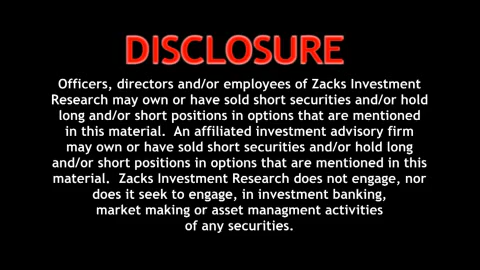 DISCLOSURE
Officers, directors and/or employees of Zacks Investment
Research may own or have sold short securities and/or hold
long and/or short positions in options that are mentioned
in this material.  An affiliated investment advisory firm
may own or have sold short securities and/or hold long
and/or short positions in options that are mentioned in this
material.  Zacks Investment Research does not engage, nor
does it seek to engage, in investment banking,
market making or asset managment activities
of any securities.